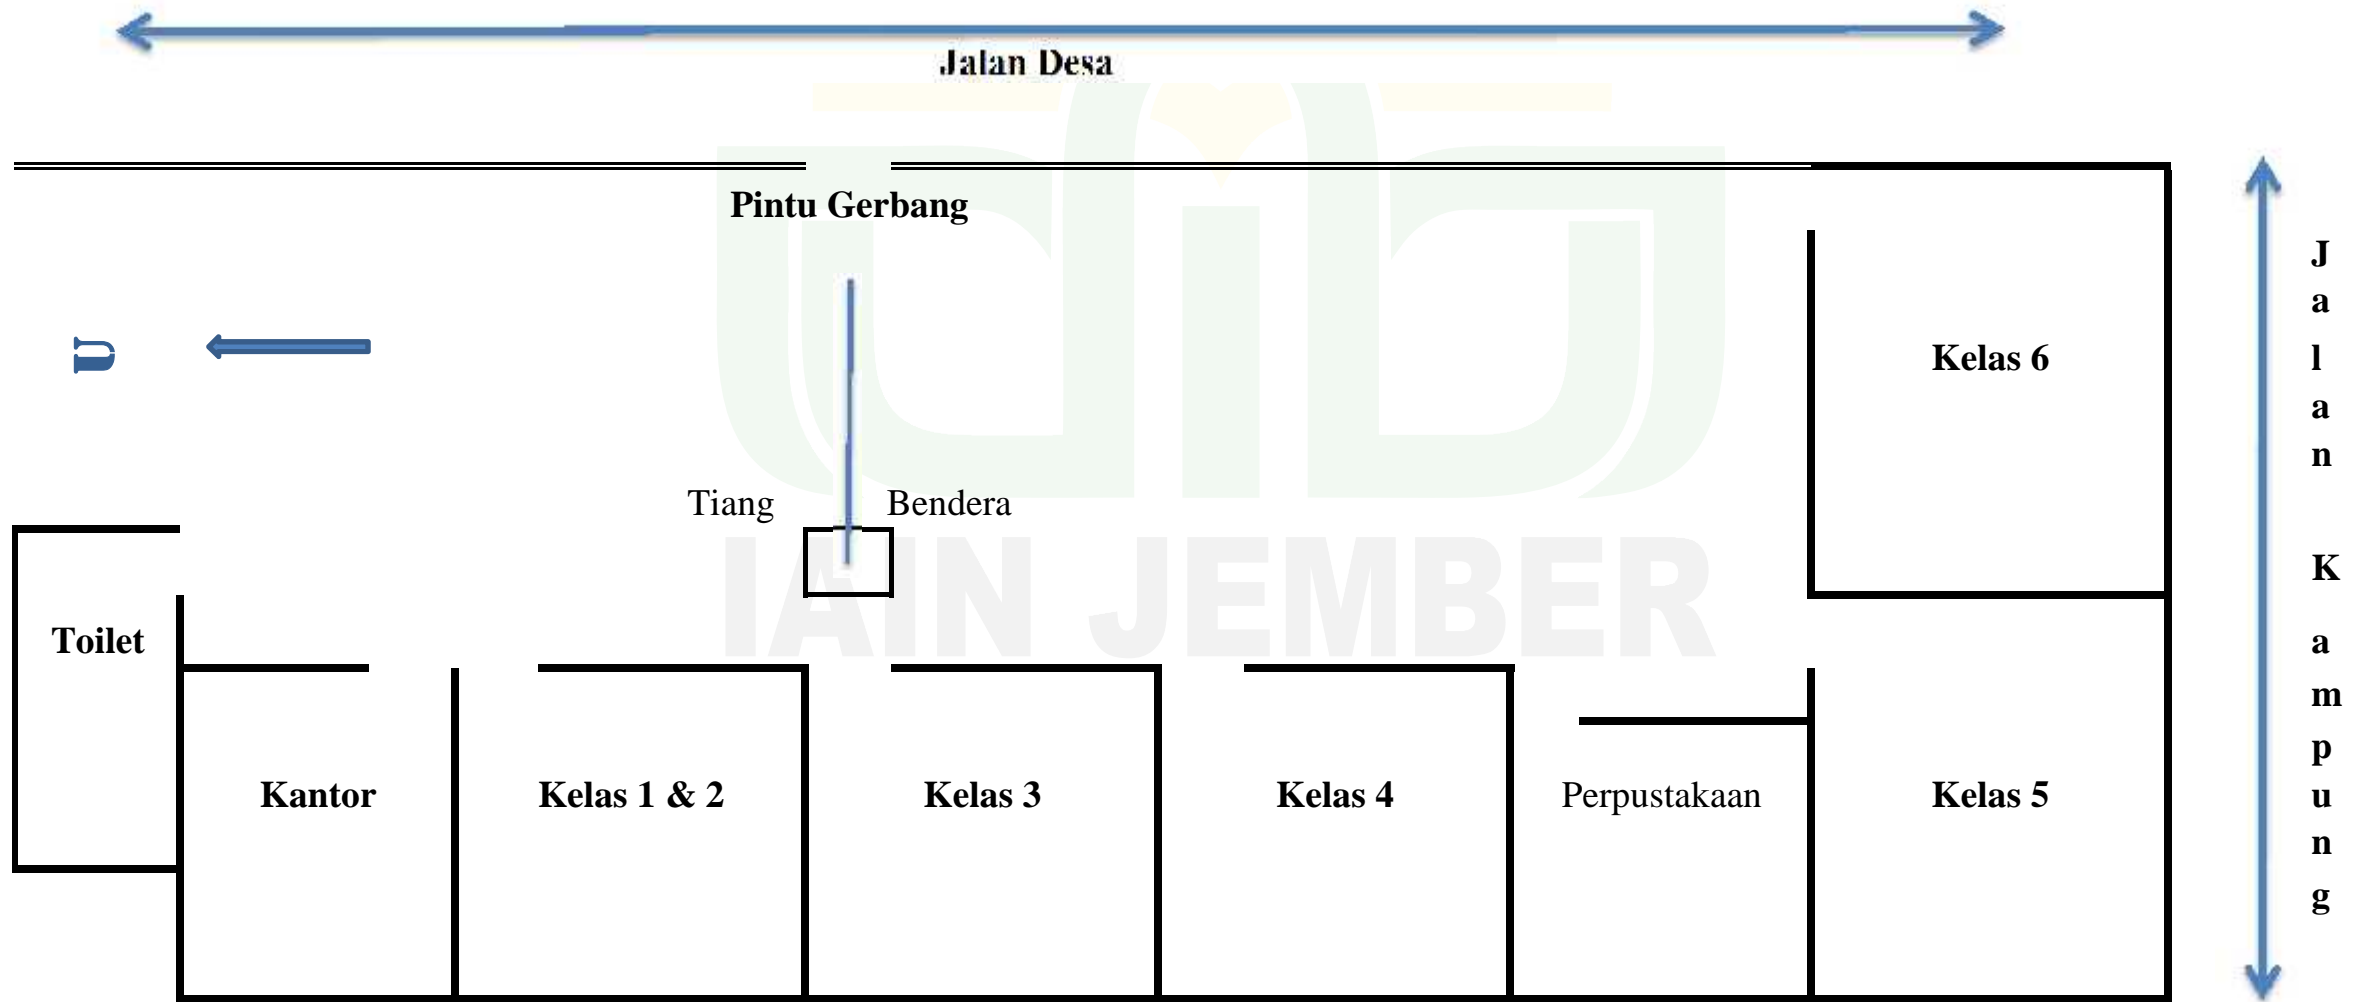 Jalan Desa
Pintu Gerbang
U
Kelas 6
Tiang Bendera
IAIN JEMBER
Toilet
Kantor
Kelas 1 & 2
Kelas 3
Kelas 4
Perpustakaan
Kelas 5
Jalan Kampung